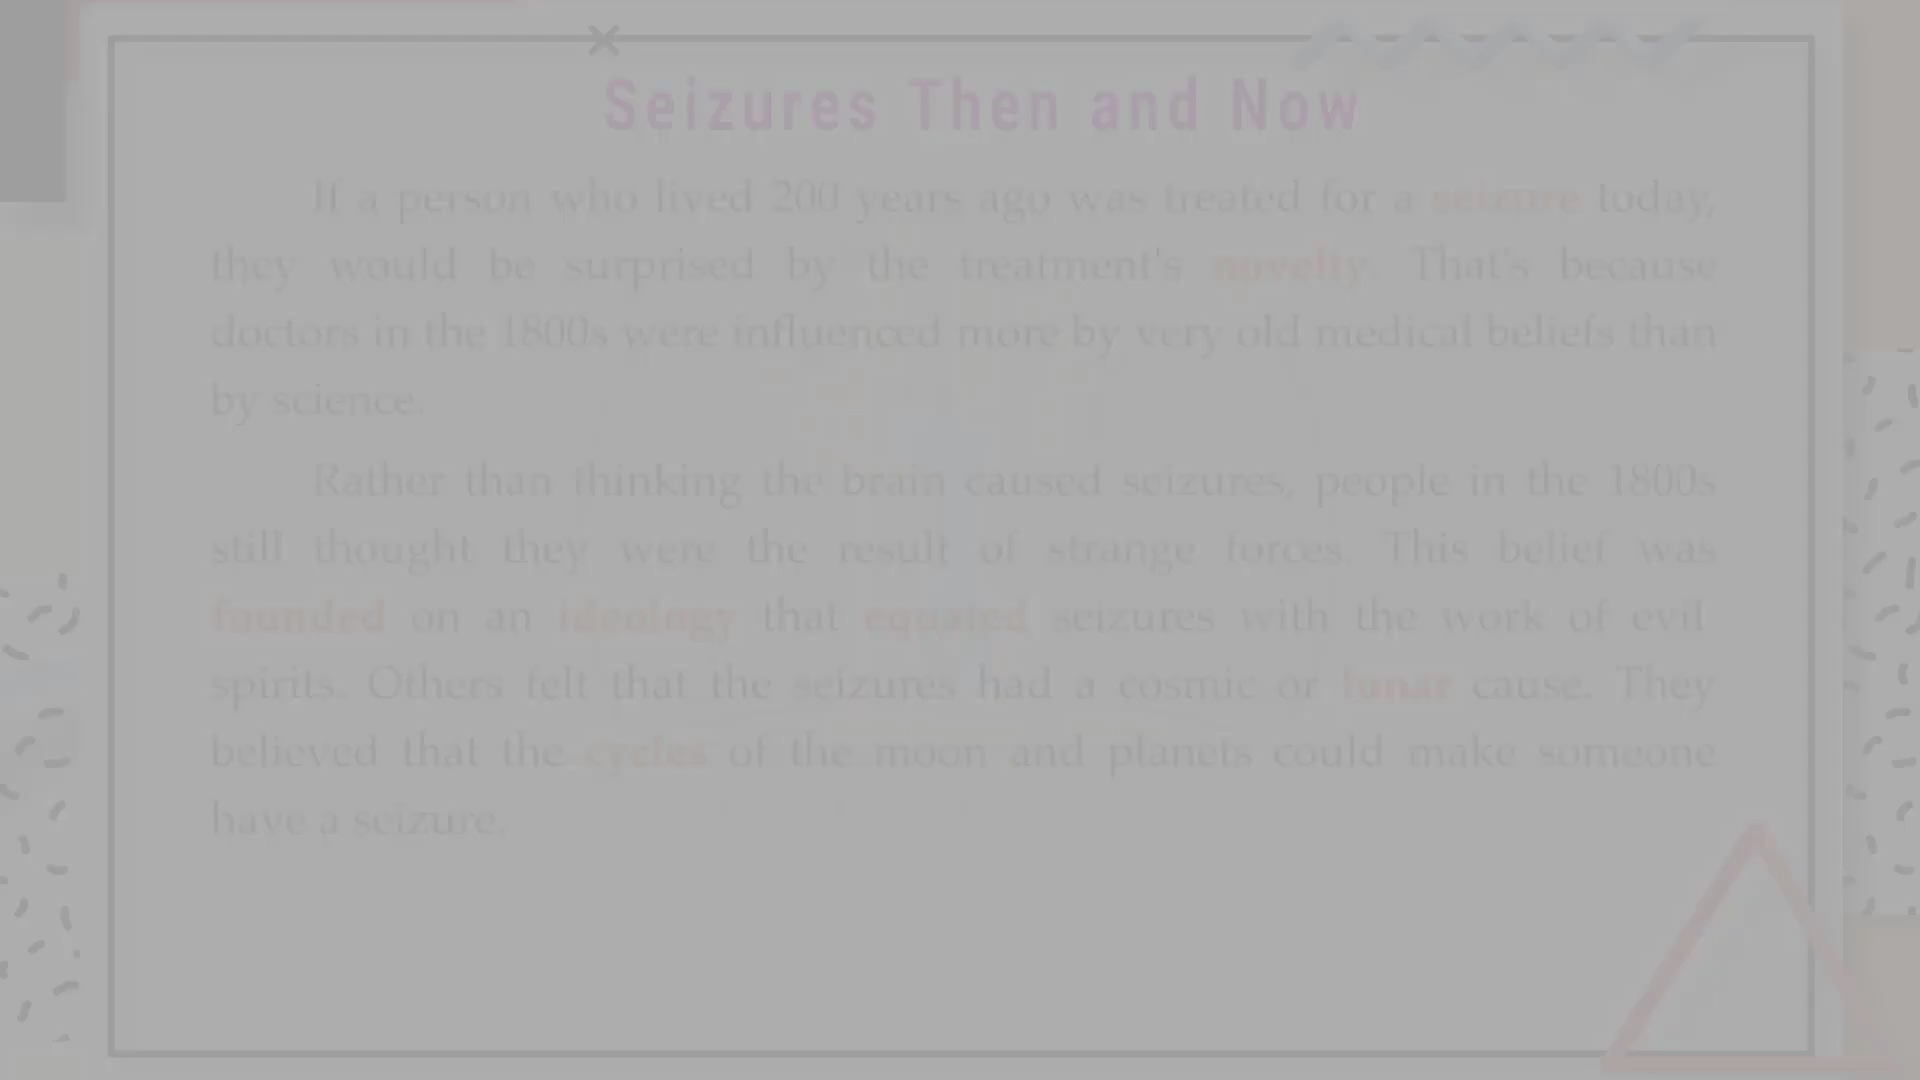 Seizures Then and Now
If a person who lived 200 years ago was treated for a seizure today,
they would be surprised by the treatment's novelty. That's because
doctors in the 1800s were influenced more by very old medical beliefs than
by science.
Rather than thinking the brain caused seizures, people in the 1800s
still thought they were the result of strange forces. This belief was
founded on an ideology that equated seizures with the work of evil
spirits. Others felt that the seizures had a cosmic or lunar cause. They
believed that the cycles of the moon and planets could make someone
have a seizure.